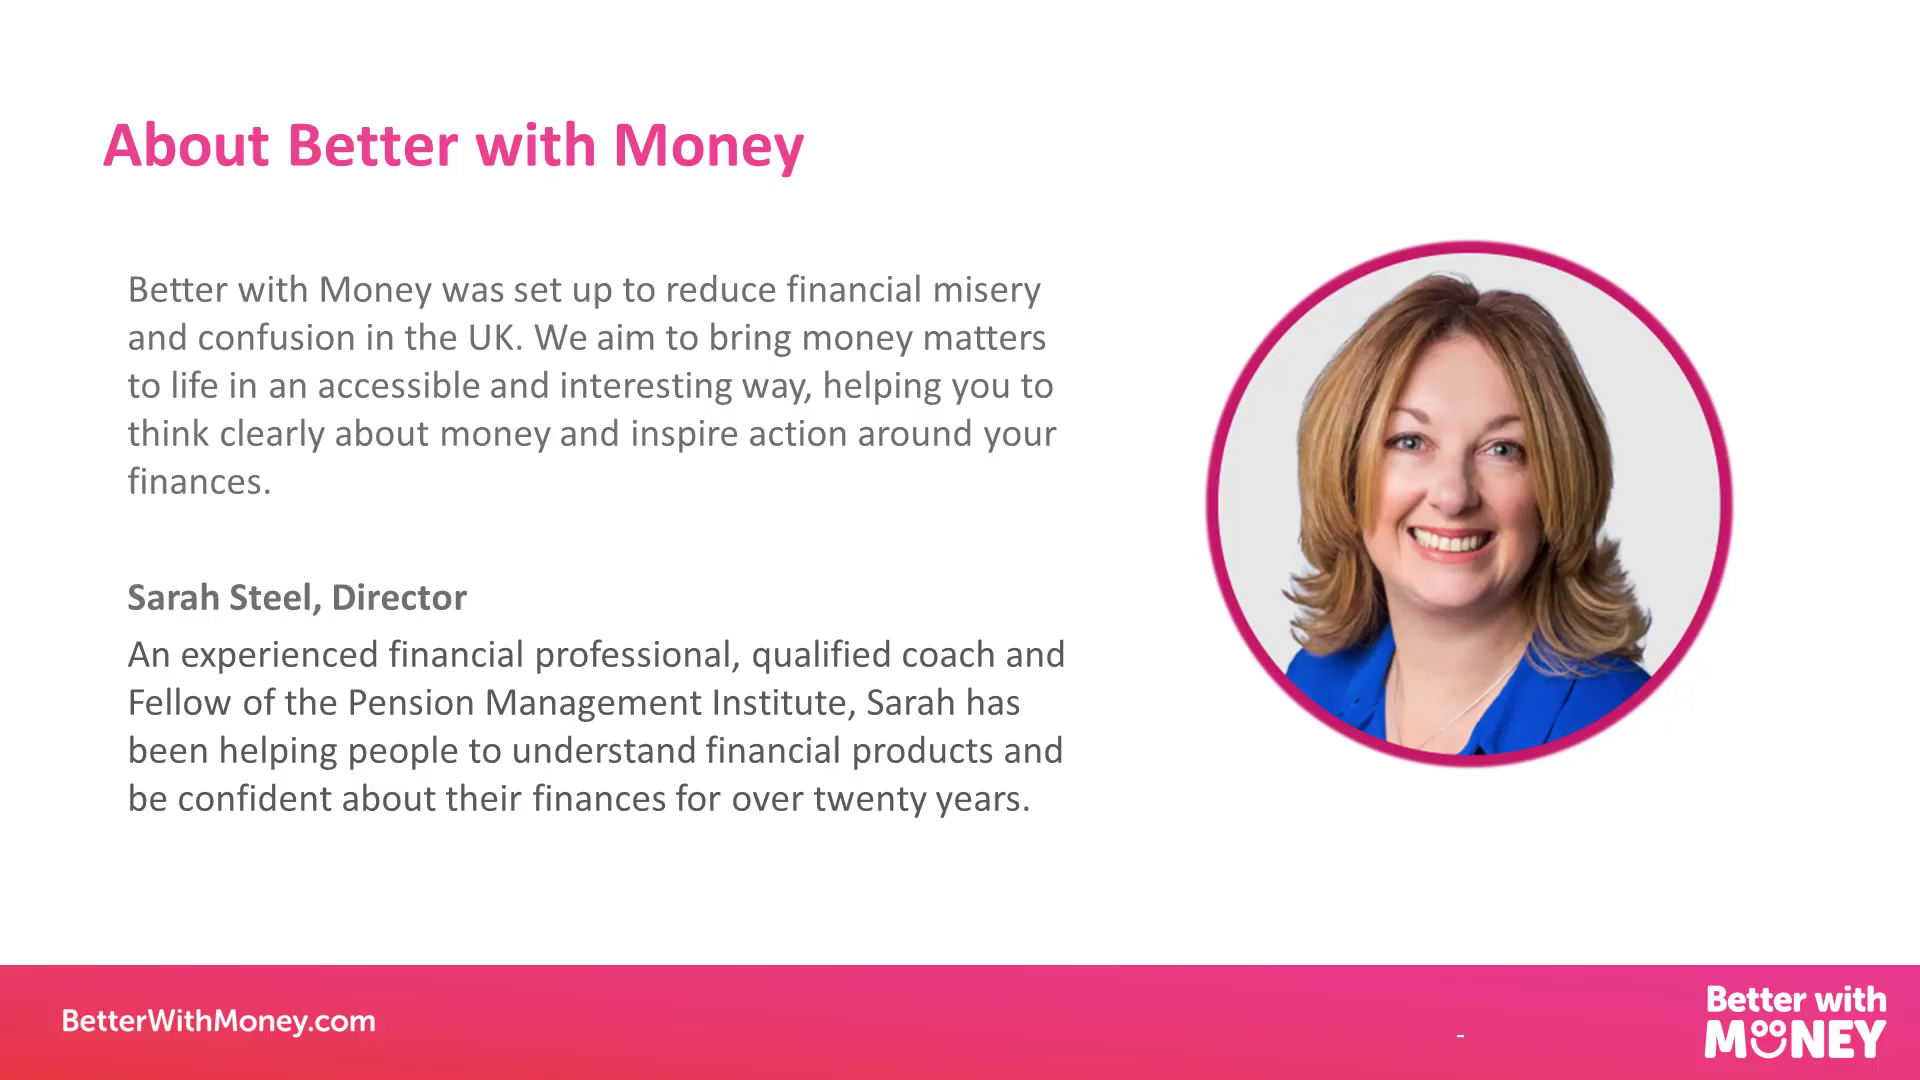 About Better with Money
Better with Money was set up to reduce financial misery
and confusion in the UK. We aim to bring money matters
to life in an accessible and interesting way, helping you to
think clearly about money and inspire action around your
finances.
Sarah Steel, Director
An experienced financial professional, qualified coach and
Fellow of the Pension Management Institute, Sarah has
been helping people to understand financial products and
be confident about their finances for over twenty years.
BetterWithMoney.com
-
Better with
MONEY